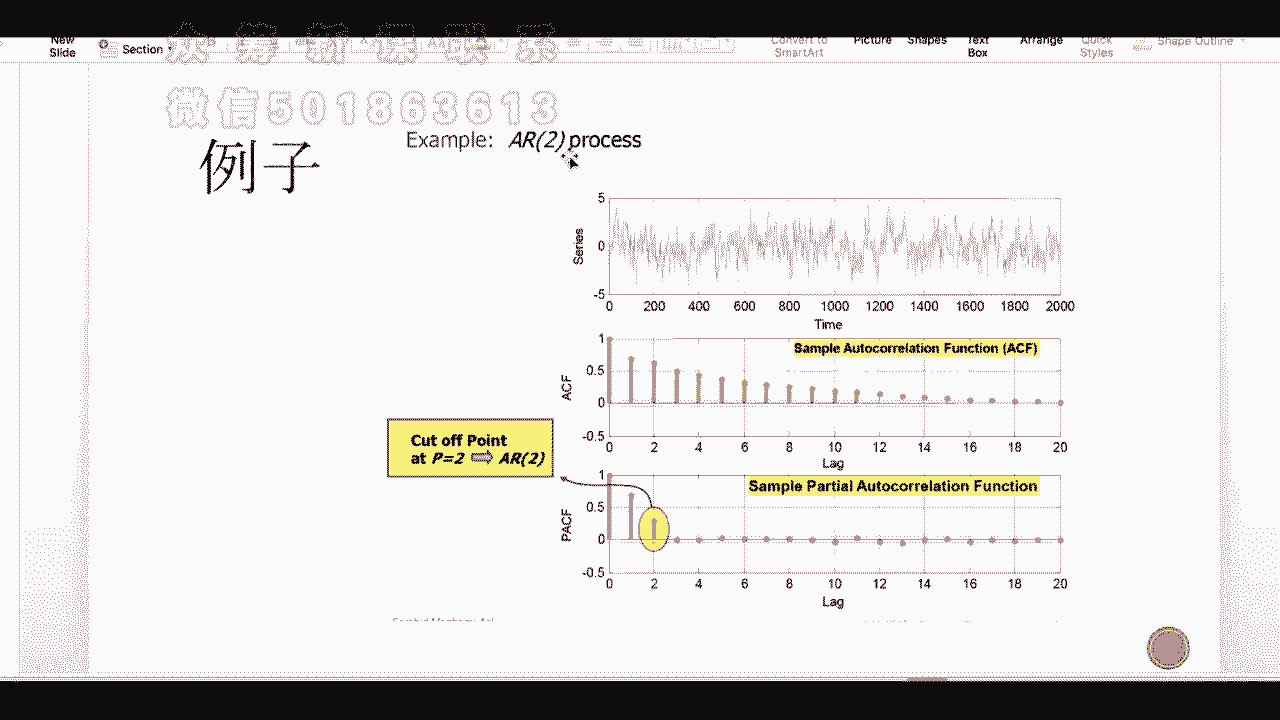 New
Slide
Section
Convert to
SmartArt
Picture
Shapes
Text
Box
Arrange
Quick
Styles
Shape Outline
众筹新课联系
微信501863613
例子
Example: AR(2) process
5
0
-5
Series
0 200 400 600 800 1000 1200 1400 1600 1800 2000
Time
Sample Autocorrelation Function (ACF)
1
0.5
0
-0.5
ACF
0 2 4 6 8 10 12 14 16 18 20
Lag
Cut off Point
at P=2 ⇒ AR(2)
Sample Partial Autocorrelation Function
1
0.5
0
-0.5
PACF
0 2 4 6 8 10 12 14 16 18 20
Lag